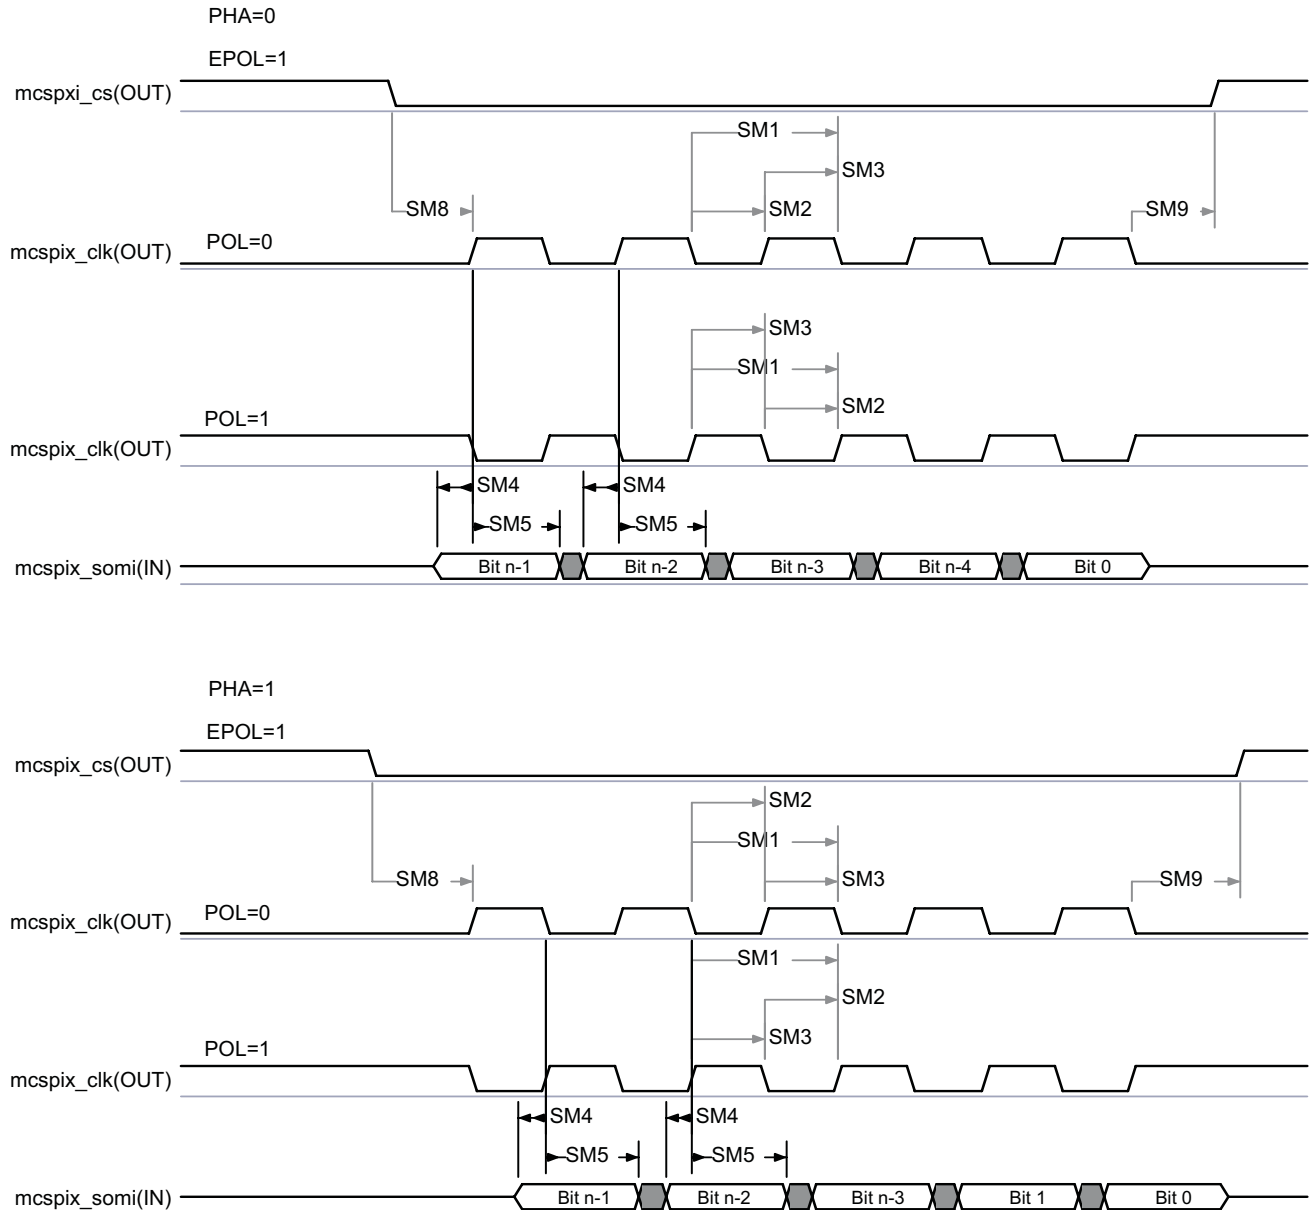 PHA=0
EPOL=1
mcspxi_cs(OUT)
SM1
SM3
SM8
SM2
SM9
POL=0
mcspix_clk(OUT)
SM3
SM1
SM2
POL=1
mcspix_clk(OUT)
SM4 SM4
SM5 SM5
mcspix_somi(IN) Bit n-1 Bit n-2 Bit n-3 Bit n-4 Bit 0
PHA=1
EPOL=1
mcspix_cs(OUT)
SM2
SM1
SM8 SM3 SM9
POL=0
mcspix_clk(OUT)
SM1
SM2
SM3
POL=1
mcspix_clk(OUT)
SM4 SM4
SM5 SM5
mcspix_somi(IN) Bit n-1 Bit n-2 Bit n-3 Bit 1 Bit 0